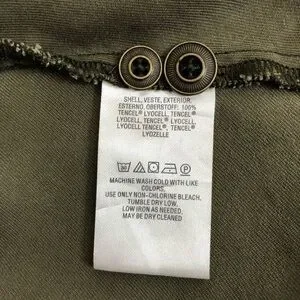 SHELL, VESTE, EXTERIOR,
ESTERNO, OBERSTOFF: 100%
TENCEL® LYOCELL, TENCEL®
LYOCELL, TENCEL® LYOCELL,
LYOCELL TENCEL®, TENCEL®
LYOZELLE
MACHINE WASH COLD WITH LIKE
COLORS,
USE ONLY NON-CHLORINE BLEACH,
TUMBLE DRY LOW,
LOW IRON AS NEEDED.
MAY BE DRY CLEANED